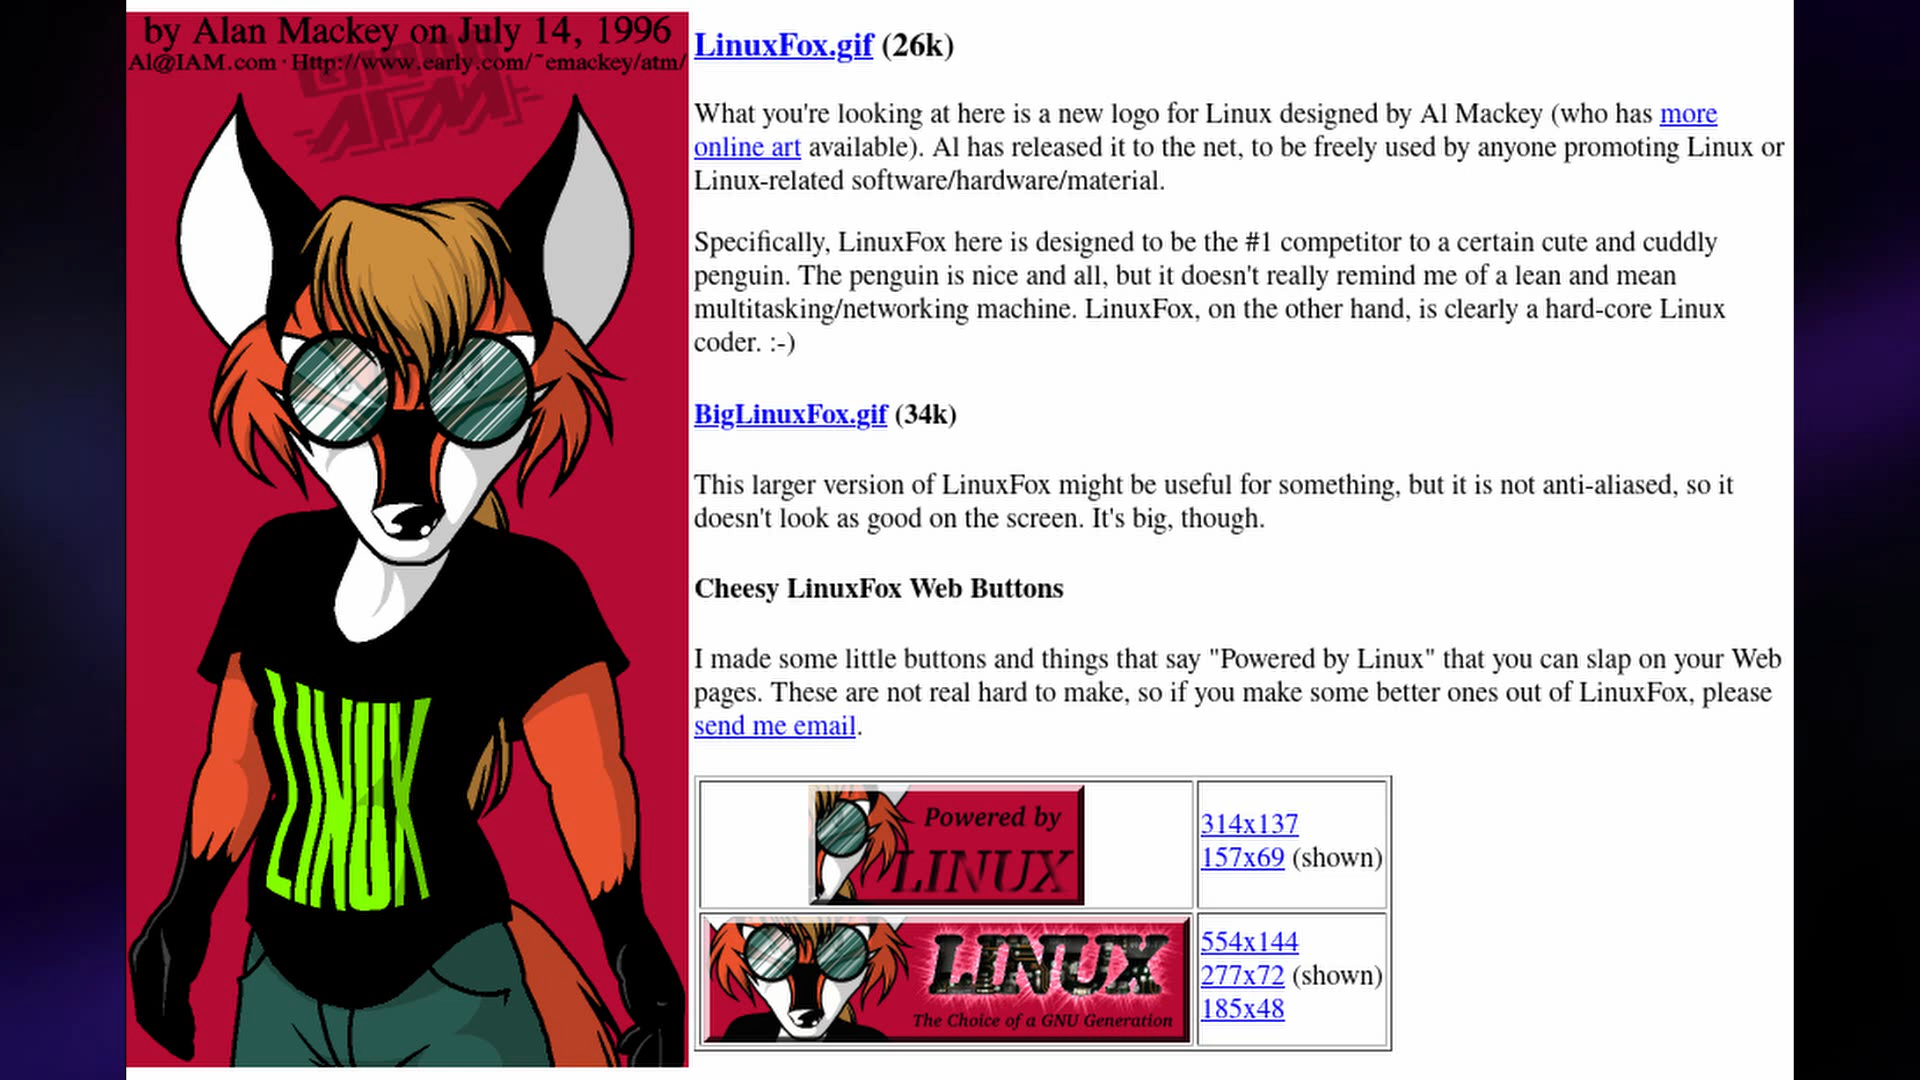 by Alan Mackey on July 14, 1996
Al@IAM.com · Http://www.early.com/~emackey/atm/
ATM
LINUX
LinuxFox.gif (26k)
What you're looking at here is a new logo for Linux designed by Al Mackey (who has more
online art available). Al has released it to the net, to be freely used by anyone promoting Linux or
Linux-related software/hardware/material.
Specifically, LinuxFox here is designed to be the #1 competitor to a certain cute and cuddly
penguin. The penguin is nice and all, but it doesn't really remind me of a lean and mean
multitasking/networking machine. LinuxFox, on the other hand, is clearly a hard-core Linux
coder. :-)
BigLinuxFox.gif (34k)
This larger version of LinuxFox might be useful for something, but it is not anti-aliased, so it
doesn't look as good on the screen. It's big, though.
Cheesy LinuxFox Web Buttons
I made some little buttons and things that say "Powered by Linux" that you can slap on your Web
pages. These are not real hard to make, so if you make some better ones out of LinuxFox, please
send me email.
Powered by
LINUX
314x137
157x69 (shown)
LINUX
The Choice of a GNU Generation
554x144
277x72 (shown)
185x48